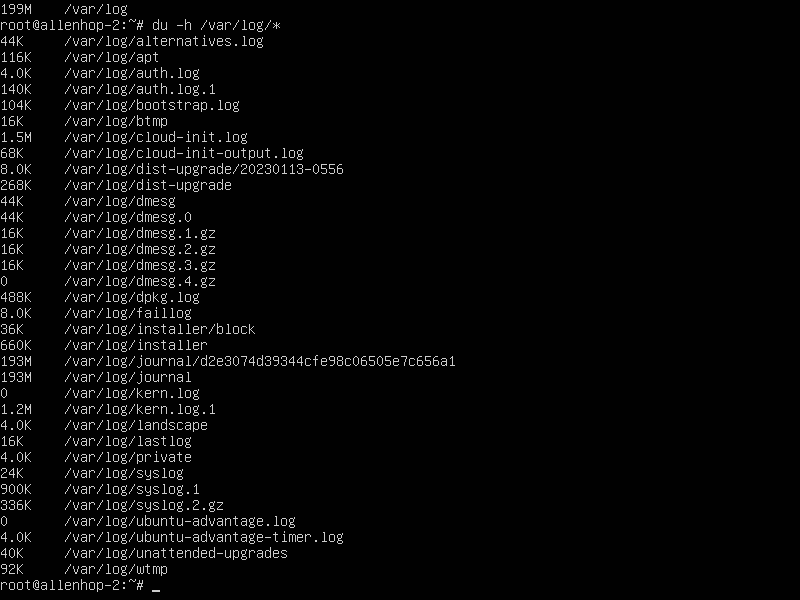 199M    /var/log
root@allenhop-2:~# du -h /var/log/*
44K     /var/log/alternatives.log
116K    /var/log/apt
4.0K    /var/log/auth.log
140K    /var/log/auth.log.1
104K    /var/log/bootstrap.log
16K     /var/log/btmp
1.5M    /var/log/cloud-init.log
68K     /var/log/cloud-init-output.log
8.0K    /var/log/dist-upgrade/20230113-0556
268K    /var/log/dist-upgrade
44K     /var/log/dmesg
44K     /var/log/dmesg.0
16K     /var/log/dmesg.1.gz
16K     /var/log/dmesg.2.gz
16K     /var/log/dmesg.3.gz
0       /var/log/dmesg.4.gz
488K    /var/log/dpkg.log
8.0K    /var/log/faillog
36K     /var/log/installer/block
660K    /var/log/installer
193M    /var/log/journal/d2e3074d39344cfe98c06505e7c656a1
193M    /var/log/journal
0       /var/log/kern.log
1.2M    /var/log/kern.log.1
4.0K    /var/log/landscape
16K     /var/log/lastlog
4.0K    /var/log/private
24K     /var/log/syslog
900K    /var/log/syslog.1
336K    /var/log/syslog.2.gz
0       /var/log/ubuntu-advantage.log
4.0K    /var/log/ubuntu-advantage-timer.log
40K     /var/log/unattended-upgrades
92K     /var/log/wtmp
root@allenhop-2:~# _